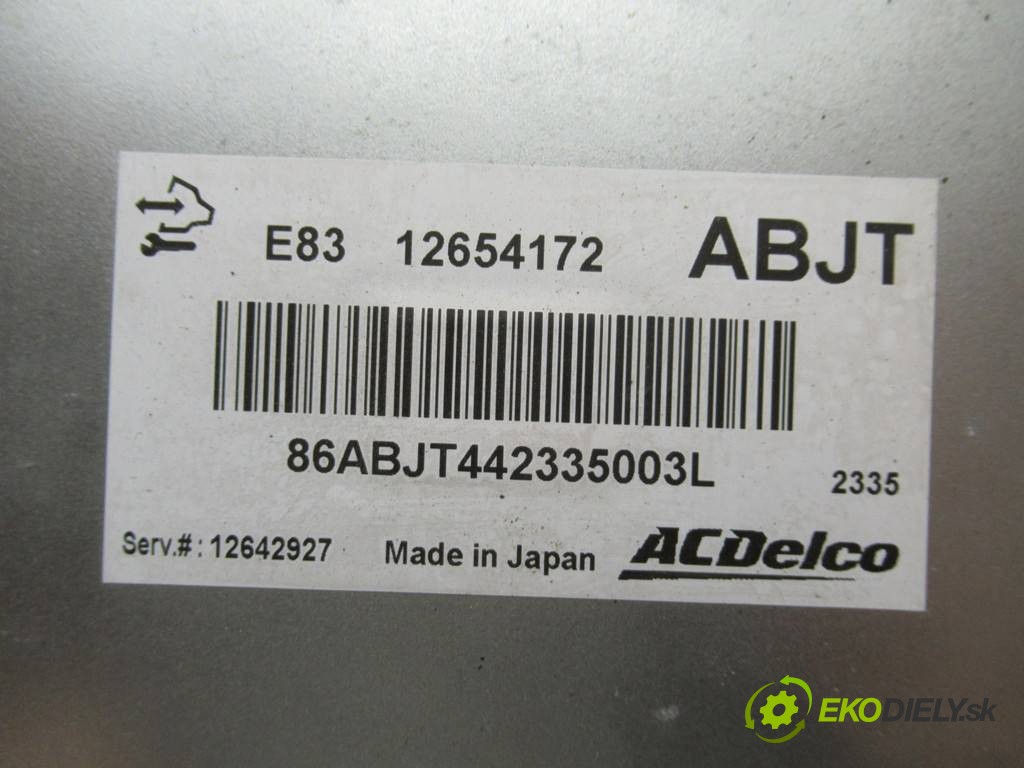 E83 12654172 ABJT
86ABJT442335003L
2335
Serv.#: 12642927 Made in Japan ACDelco
EKODIELY.sk